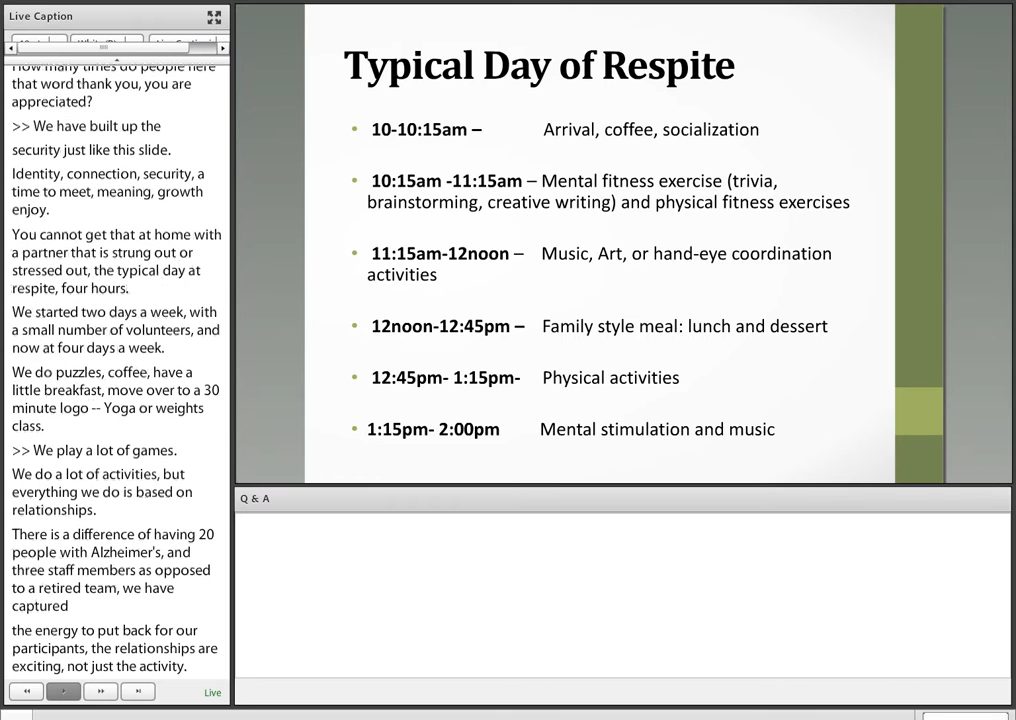 Live Caption
How many times do people here
that word thank you, you are
appreciated?
>> We have built up the
security just like this slide.
Identity, connection, security, a
time to meet, meaning, growth
enjoy.
You cannot get that at home with
a partner that is strung out or
stressed out, the typical day at
respite, four hours.
We started two days a week, with
a small number of volunteers, and
now at four days a week.
We do puzzles, coffee, have a
little breakfast, move over to a 30
minute logo -- Yoga or weights
class.
>> We play a lot of games.
We do a lot of activities, but
everything we do is based on
relationships.
There is a difference of having 20
people with Alzheimer's, and
three staff members as opposed
to a retired team, we have
captured
the energy to put back for our
participants, the relationships are
exciting, not just the activity.
Live
Typical Day of Respite
• 10-10:15am – Arrival, coffee, socialization
• 10:15am -11:15am – Mental fitness exercise (trivia,
brainstorming, creative writing) and physical fitness exercises
• 11:15am-12noon – Music, Art, or hand-eye coordination
activities
• 12noon-12:45pm – Family style meal: lunch and dessert
• 12:45pm- 1:15pm- Physical activities
• 1:15pm- 2:00pm Mental stimulation and music
Q & A